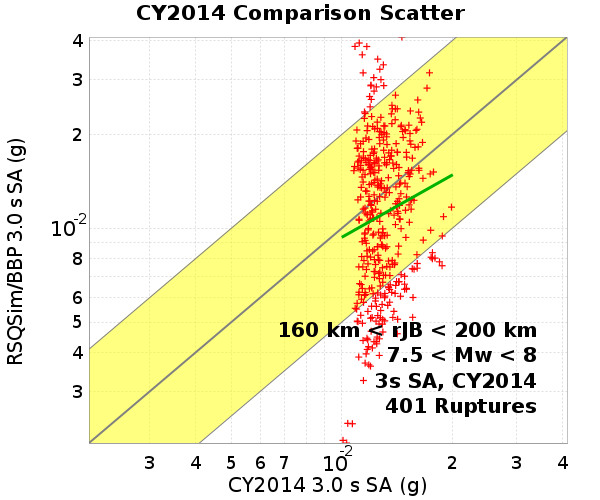 CY2014 Comparison Scatter
RSQSim/BBP 3.0 s SA (g)
4
3
2
10-2
8
6
5
4
3
160 km < rJB < 200 km
7.5 < Mw < 8
3s SA, CY2014
401 Ruptures
3 4 5 6 7 10-2 2 3 4
CY2014 3.0 s SA (g)